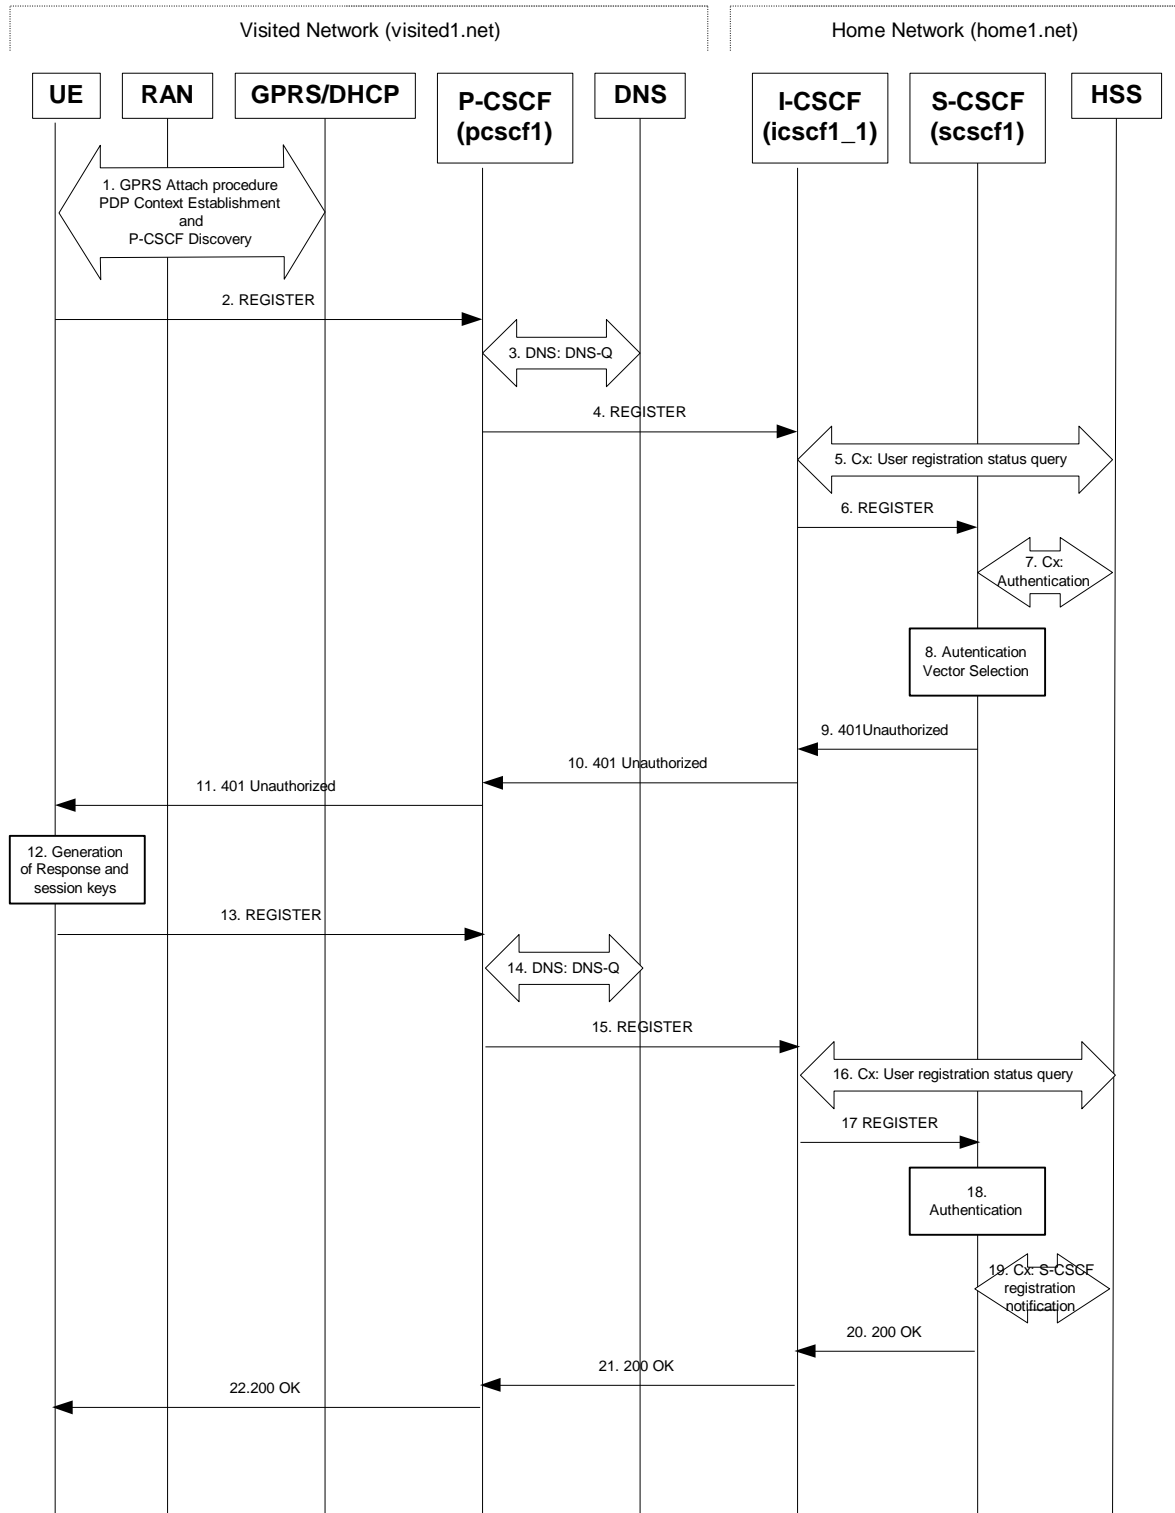 Visited Network (visited1.net)
Home Network (home1.net)
UE
RAN
GPRS/DHCP
P-CSCF
(pcscf1)
DNS
I-CSCF
(icscf1_1)
S-CSCF
(scscf1)
HSS
1. GPRS Attach procedure
PDP Context Establishment
and
P-CSCF Discovery
2. REGISTER
3. DNS: DNS-Q
4. REGISTER
5. Cx: User registration status query
6. REGISTER
7. Cx:
Authentication
8. Autentication
Vector Selection
9. 401Unauthorized
10. 401 Unauthorized
11. 401 Unauthorized
12. Generation
of Response and
session keys
13. REGISTER
14. DNS: DNS-Q
15. REGISTER
16. Cx: User registration status query
17 REGISTER
18.
Authentication
19. Cx: S-CSCF
registration
notification
20. 200 OK
21. 200 OK
22.200 OK